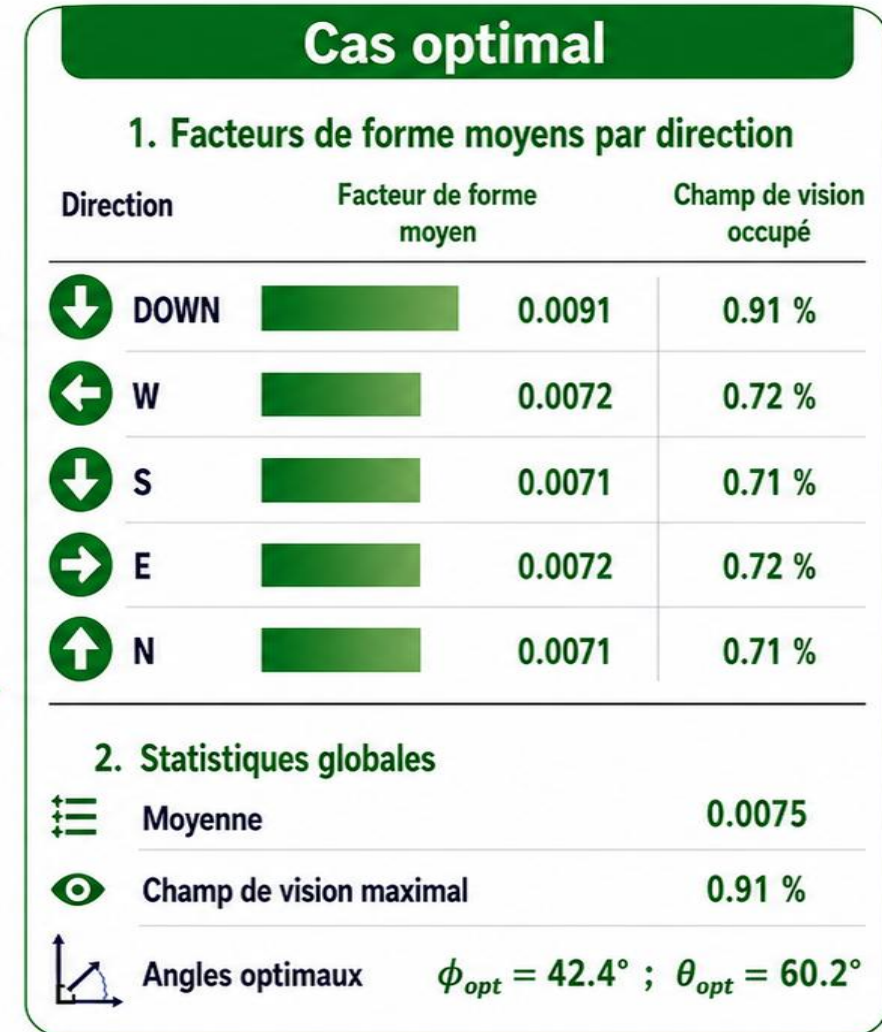 Cas optimal
1. Facteurs de forme moyens par direction
Direction
Facteur de forme
moyen
Champ de vision
occupé
DOWN 0.0091 0.91 %
W 0.0072 0.72 %
S 0.0071 0.71 %
E 0.0072 0.72 %
N 0.0071 0.71 %
2. Statistiques globales
Moyenne 0.0075
Champ de vision maximal 0.91 %
Angles optimaux ϕopt = 42.4° ; θopt = 60.2°